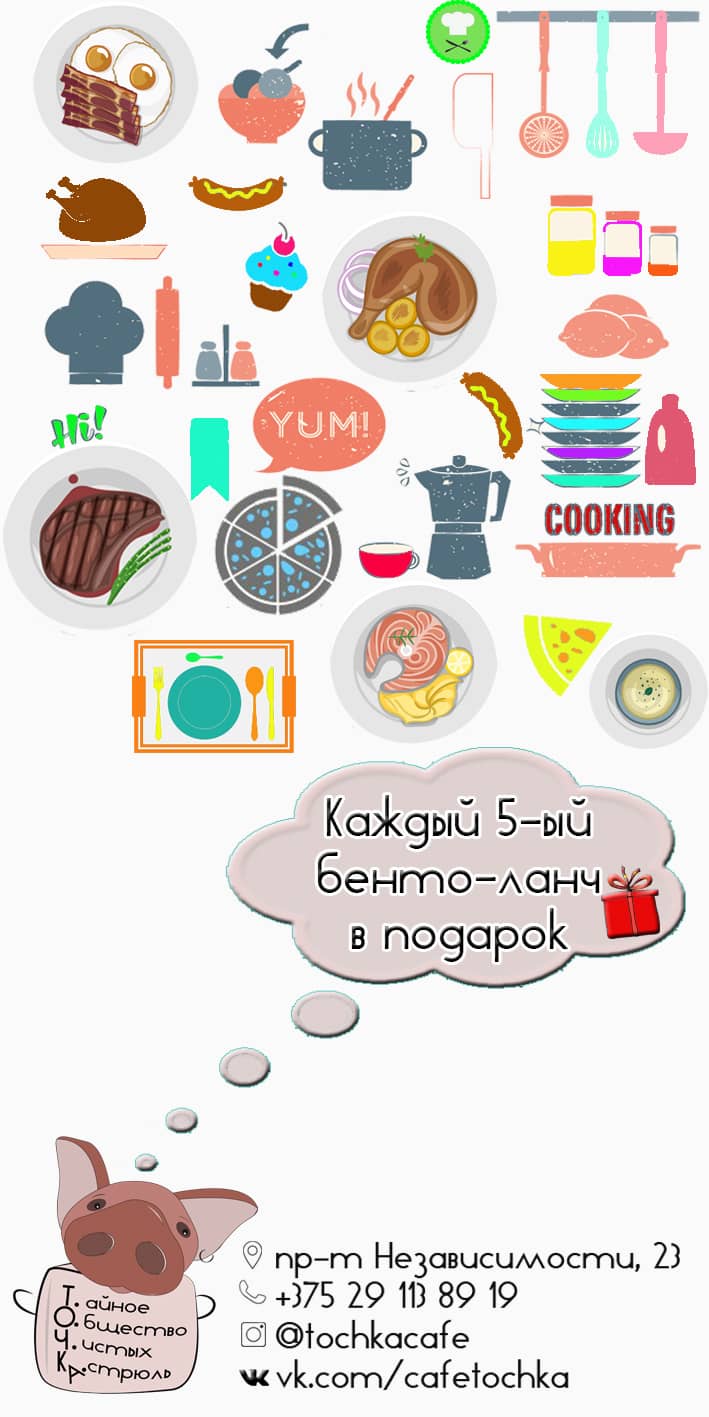 Hi!
YUM!
COOKING
Каждый 5-ый
бенто-ланч
в подарок
Т.айное
О.бщество
Ч.истых
КА.стрюль
пр-т Независимости, 23
+375 29 113 89 19
@tochkacafe
vk.com/cafetochka